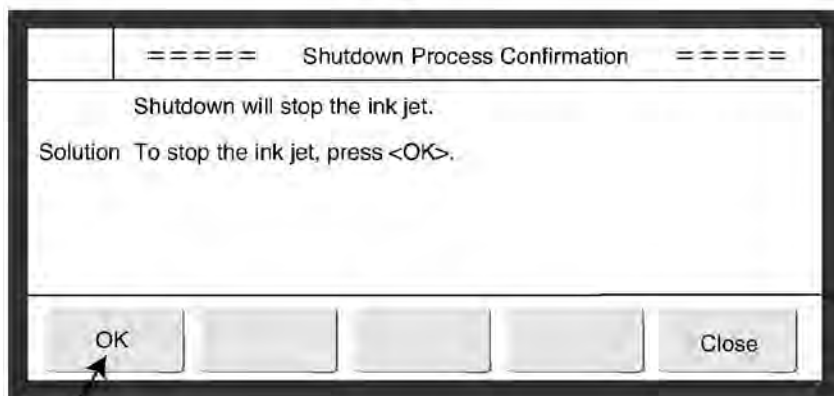 ===== Shutdown Process Confirmation =====
Shutdown will stop the ink jet.
Solution To stop the ink jet, press <OK>.
OK Close